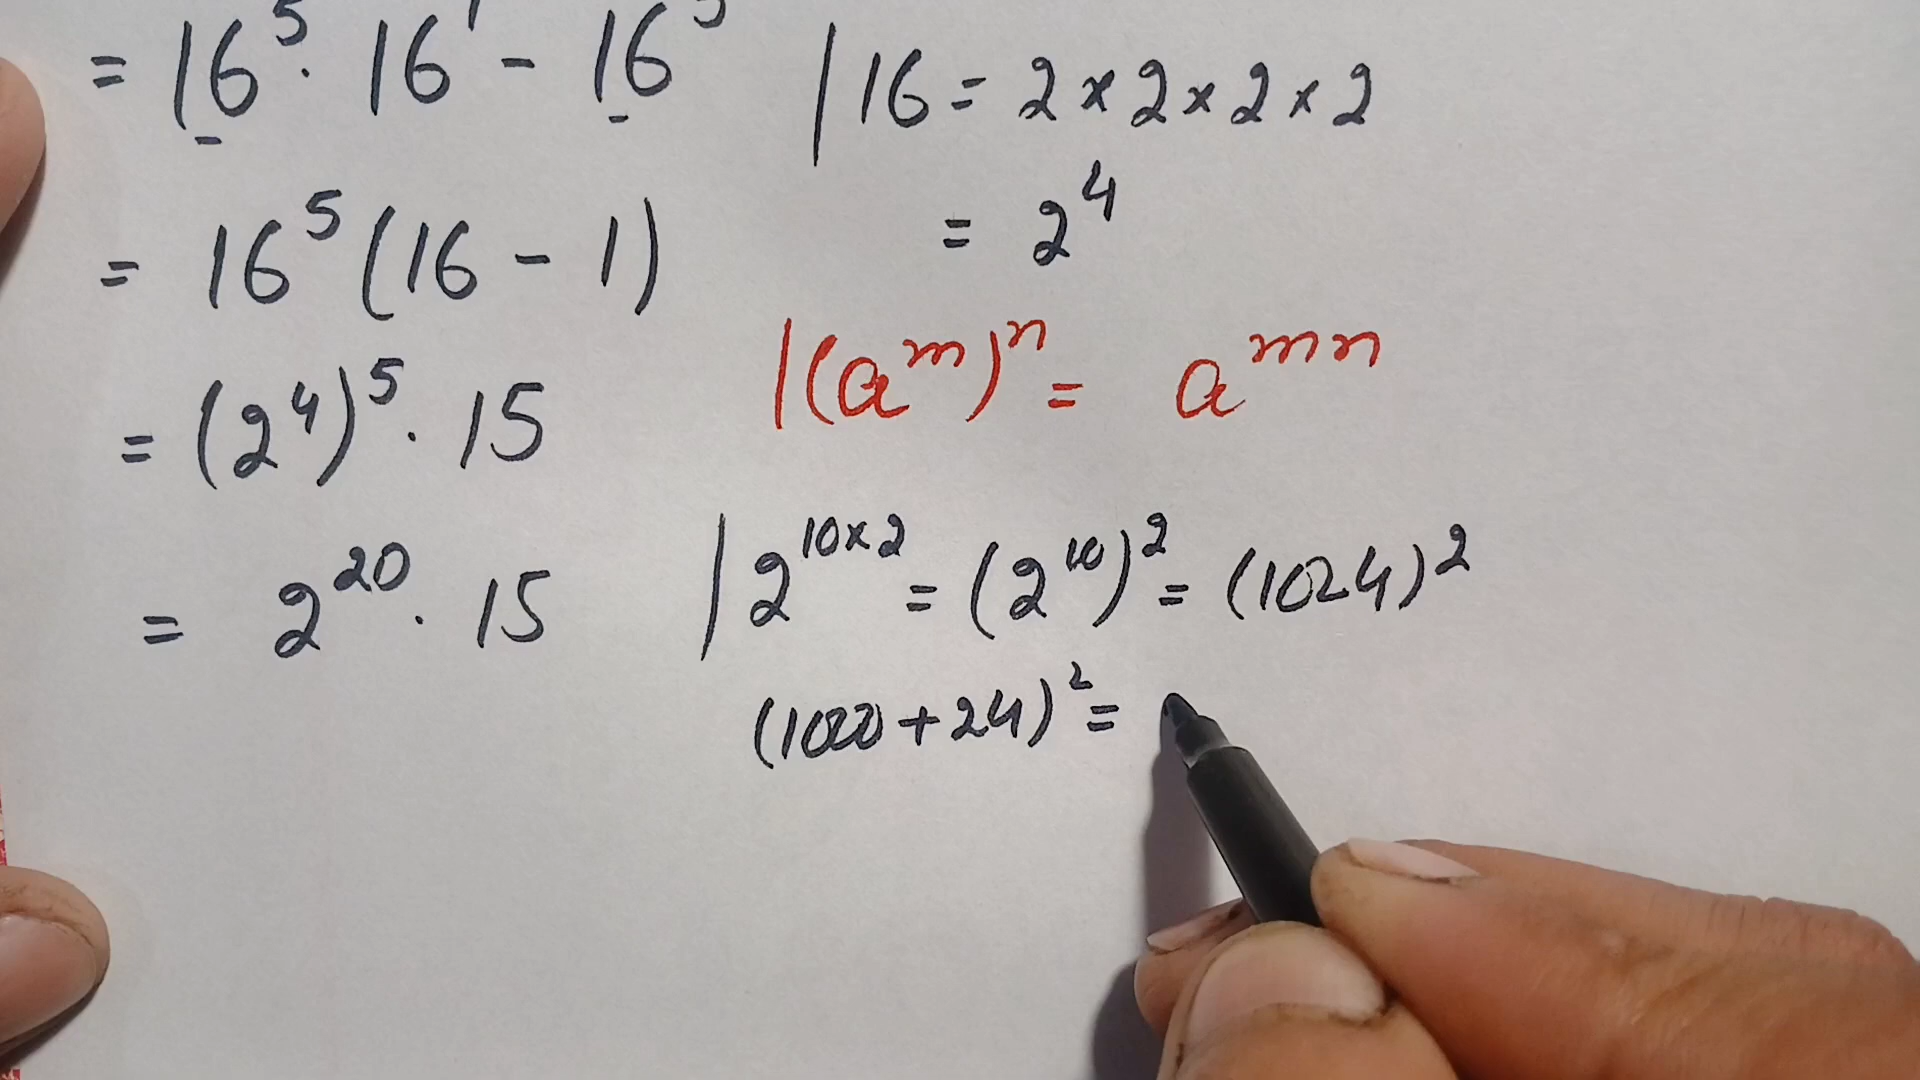 = 16⁵ · 16¹ - 16⁵
= 16⁵ (16 - 1)
= (2⁴)⁵ · 15
= 2²⁰ · 15
| 16 = 2 × 2 × 2 × 2
= 2⁴
| (aᵐ)ⁿ = aᵐⁿ
| 2¹⁰ˣ² = (2¹⁰)² = (1024)²
(1000 + 24)² =